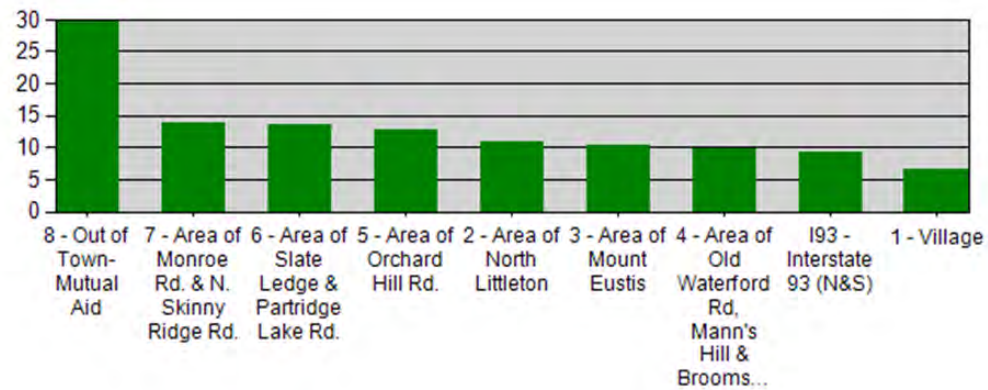 30
25
20
15
10
5
0
8 - Out of
Town-
Mutual
Aid
7 - Area of
Monroe
Rd. & N.
Skinny
Ridge Rd.
6 - Area of
Slate
Ledge &
Partridge
Lake Rd.
5 - Area of
Orchard
Hill Rd.
2 - Area of
North
Littleton
3 - Area of
Mount
Eustis
4 - Area of
Old
Waterford
Rd,
Mann's
Hill &
Brooms...
I93 -
Interstate
93 (N&S)
1 - Village